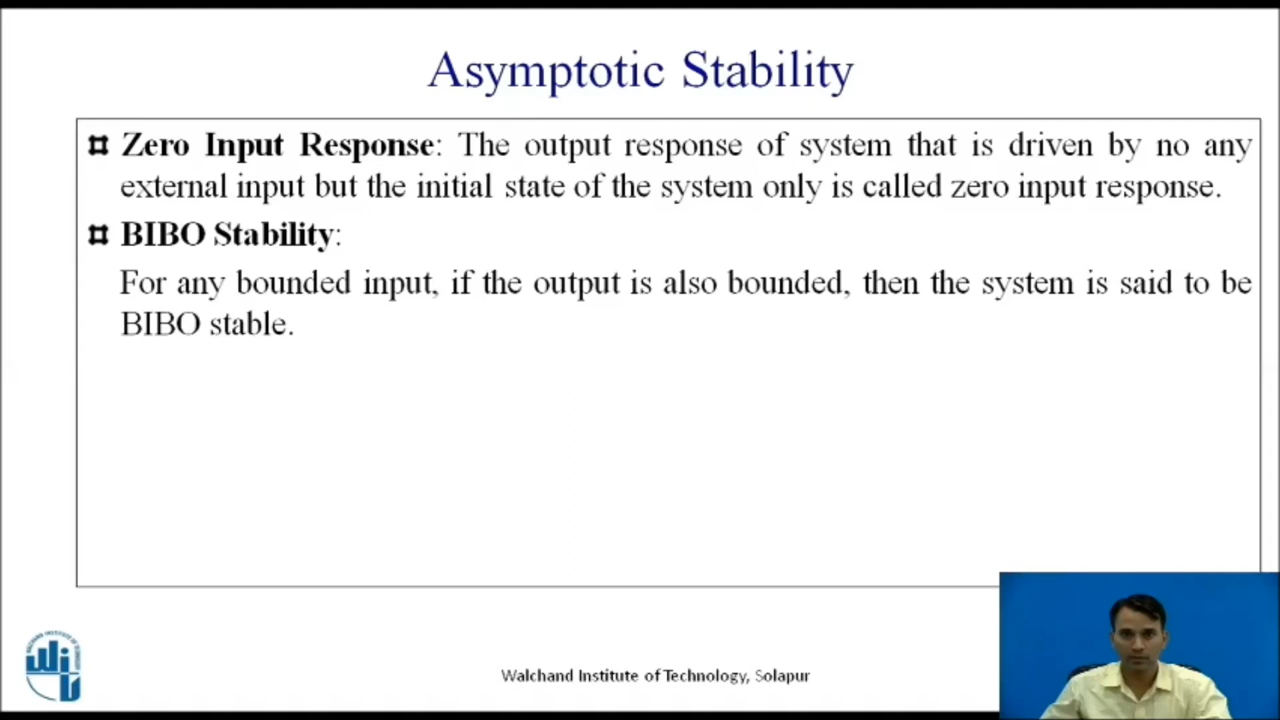 Asymptotic Stability
Zero Input Response: The output response of system that is driven by no any
external input but the initial state of the system only is called zero input response.
BIBO Stability:
For any bounded input, if the output is also bounded, then the system is said to be
BIBO stable.
Walchand Institute of Technology, Solapur